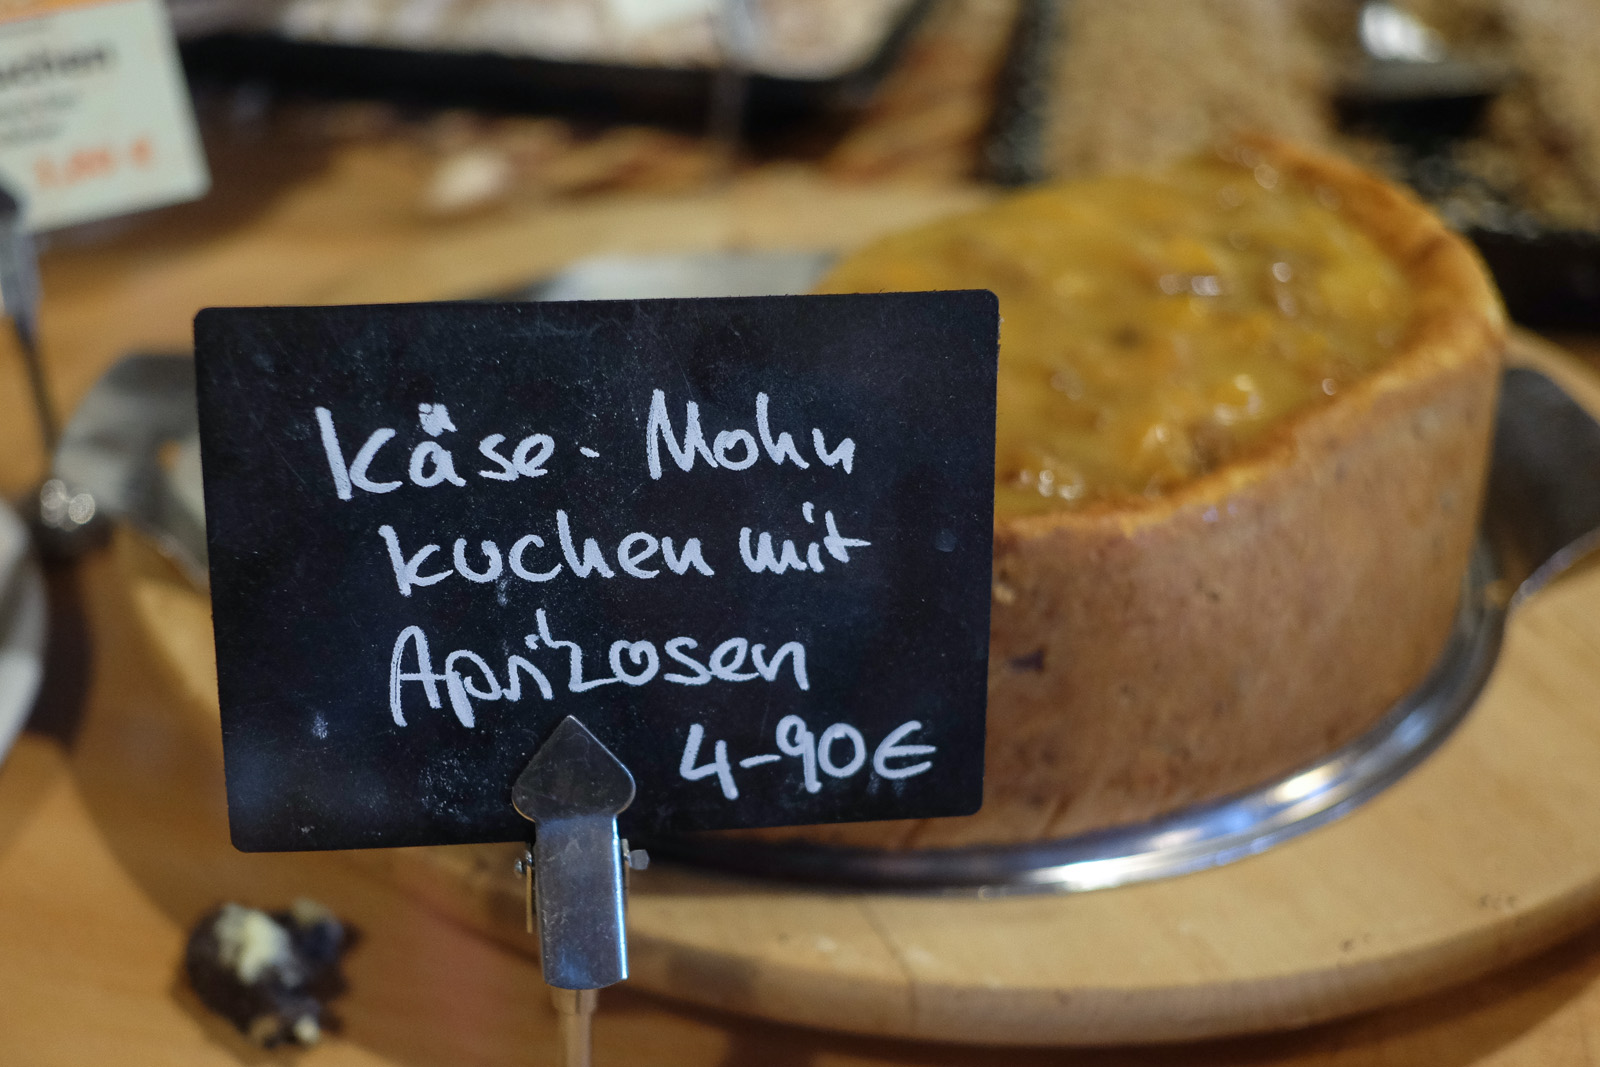 Käse-Mohn
kuchen mit
Aprikosen
4-90€